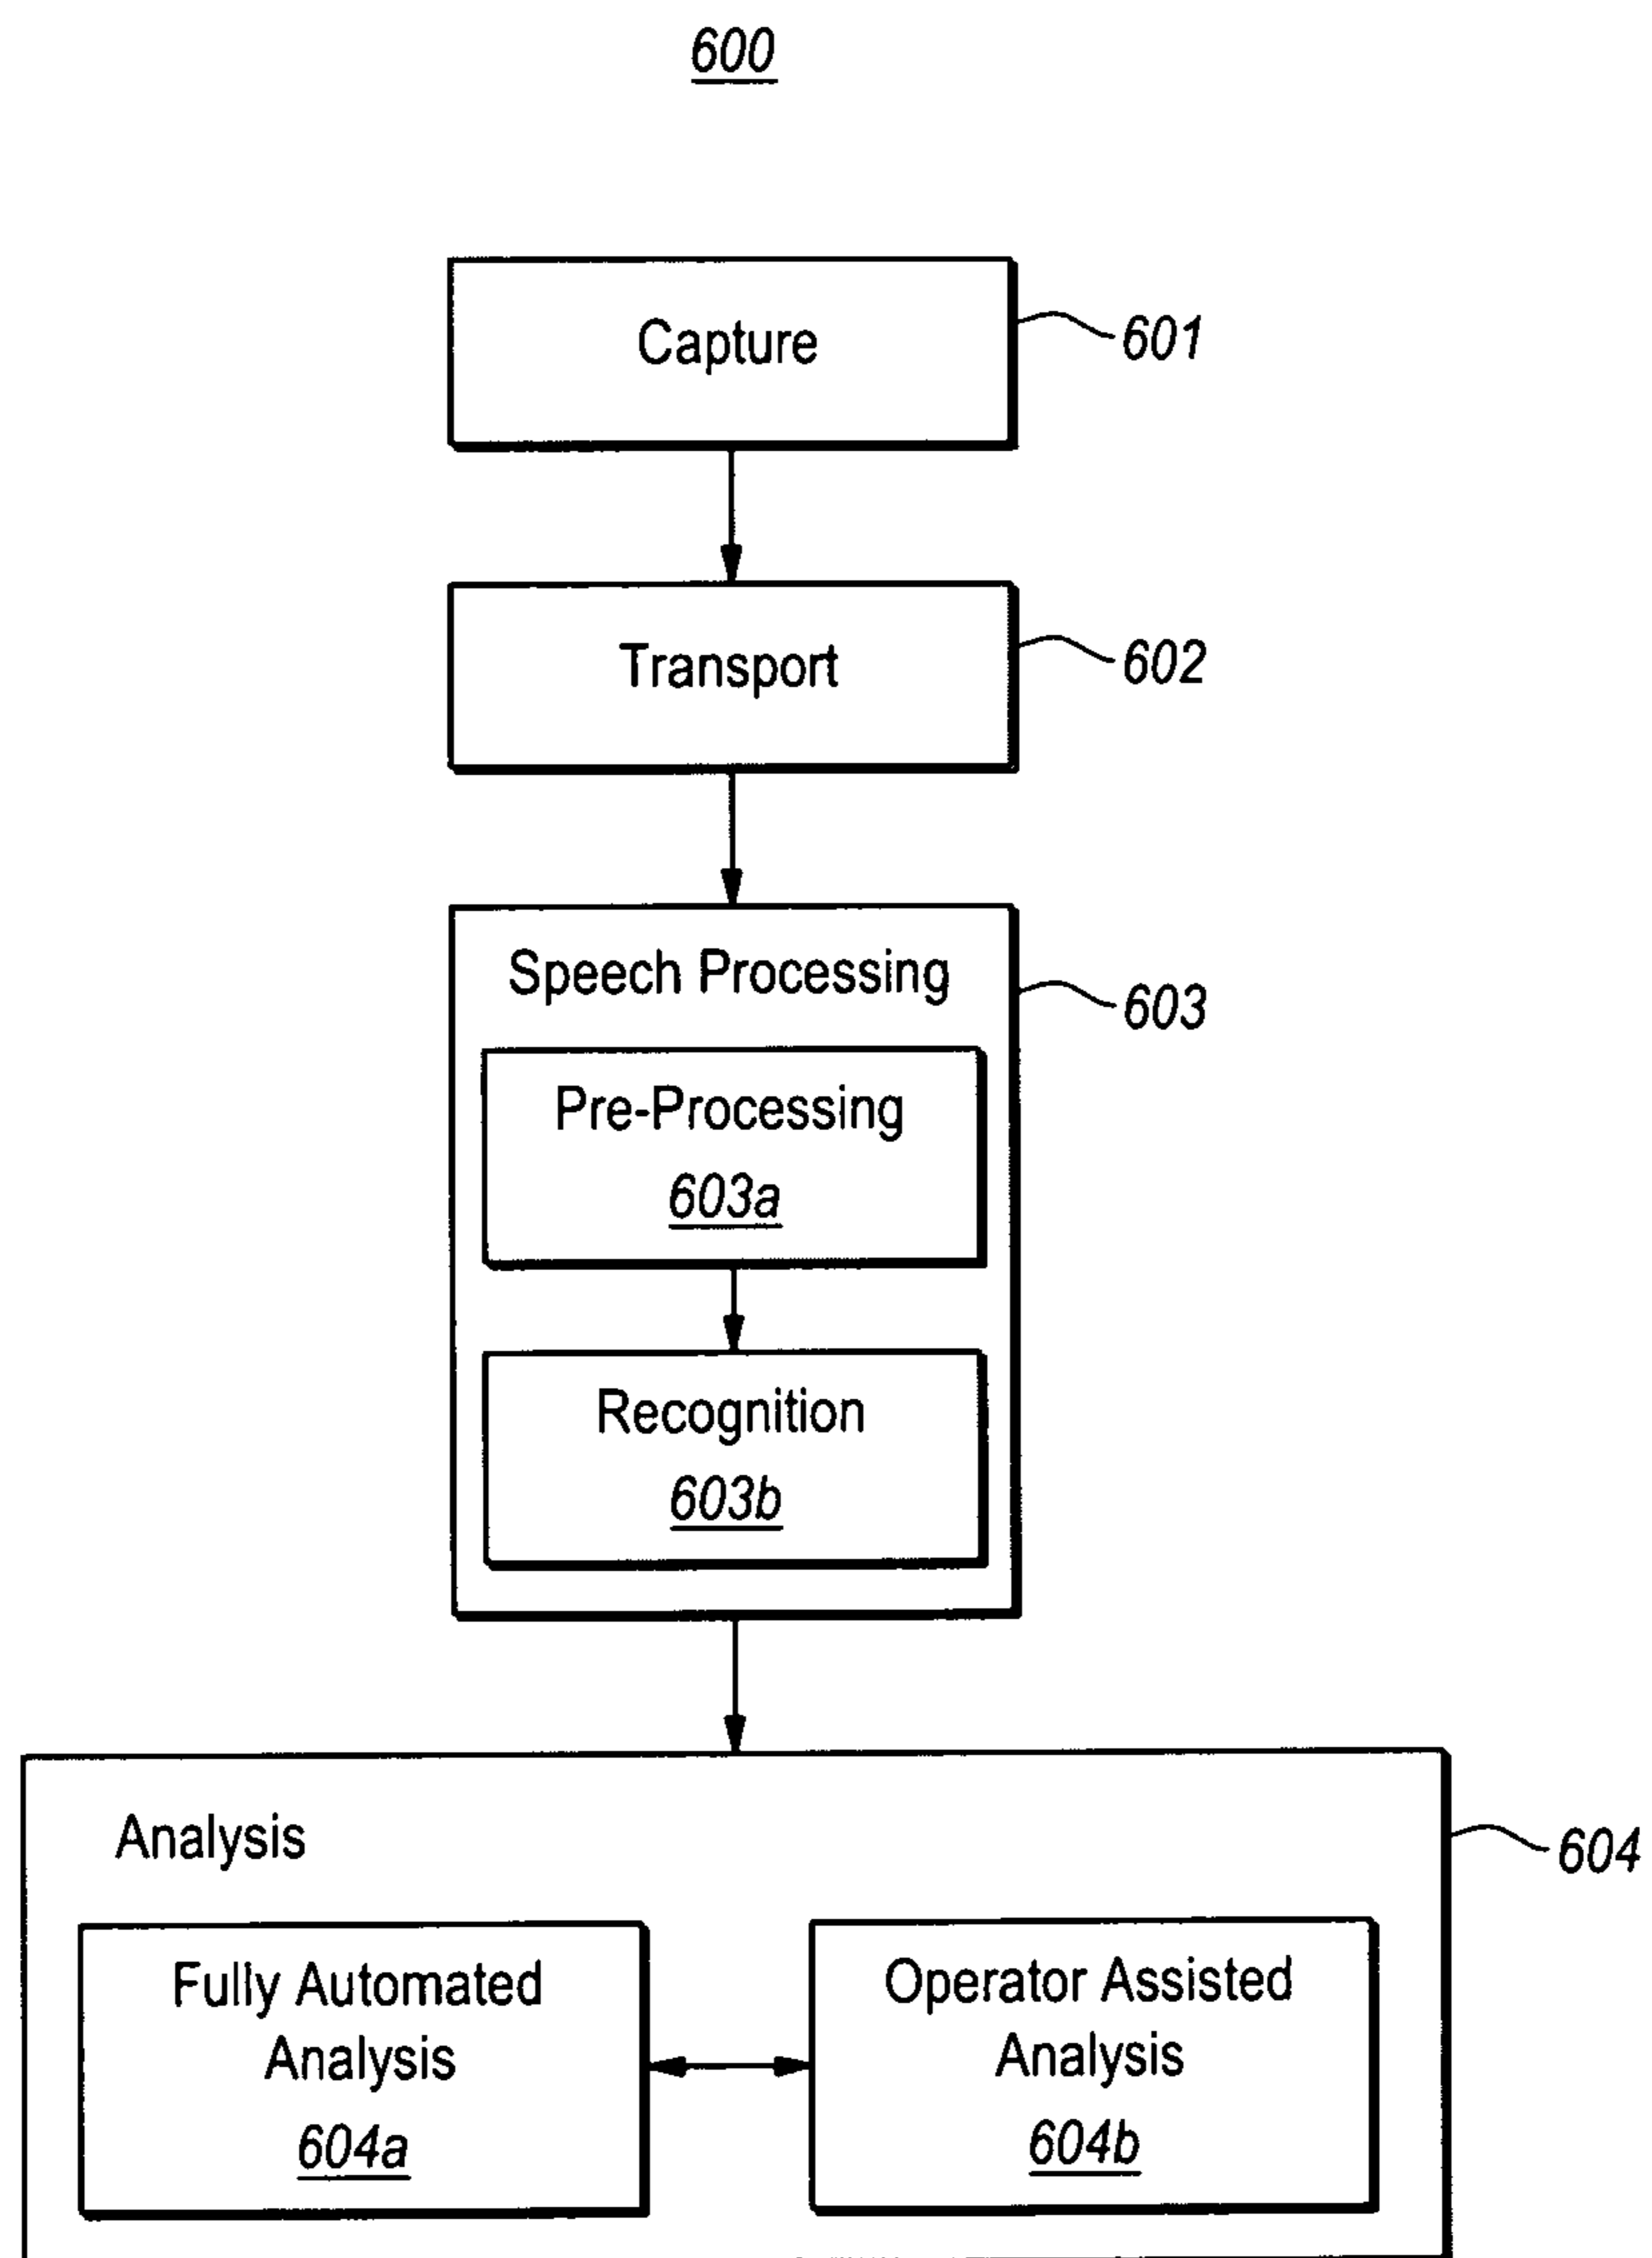 600
Capture
601
Transport
602
Speech Processing
603
Pre-Processing
603a
Recognition
603b
Analysis
604
Fully Automated
Analysis
604a
Operator Assisted
Analysis
604b